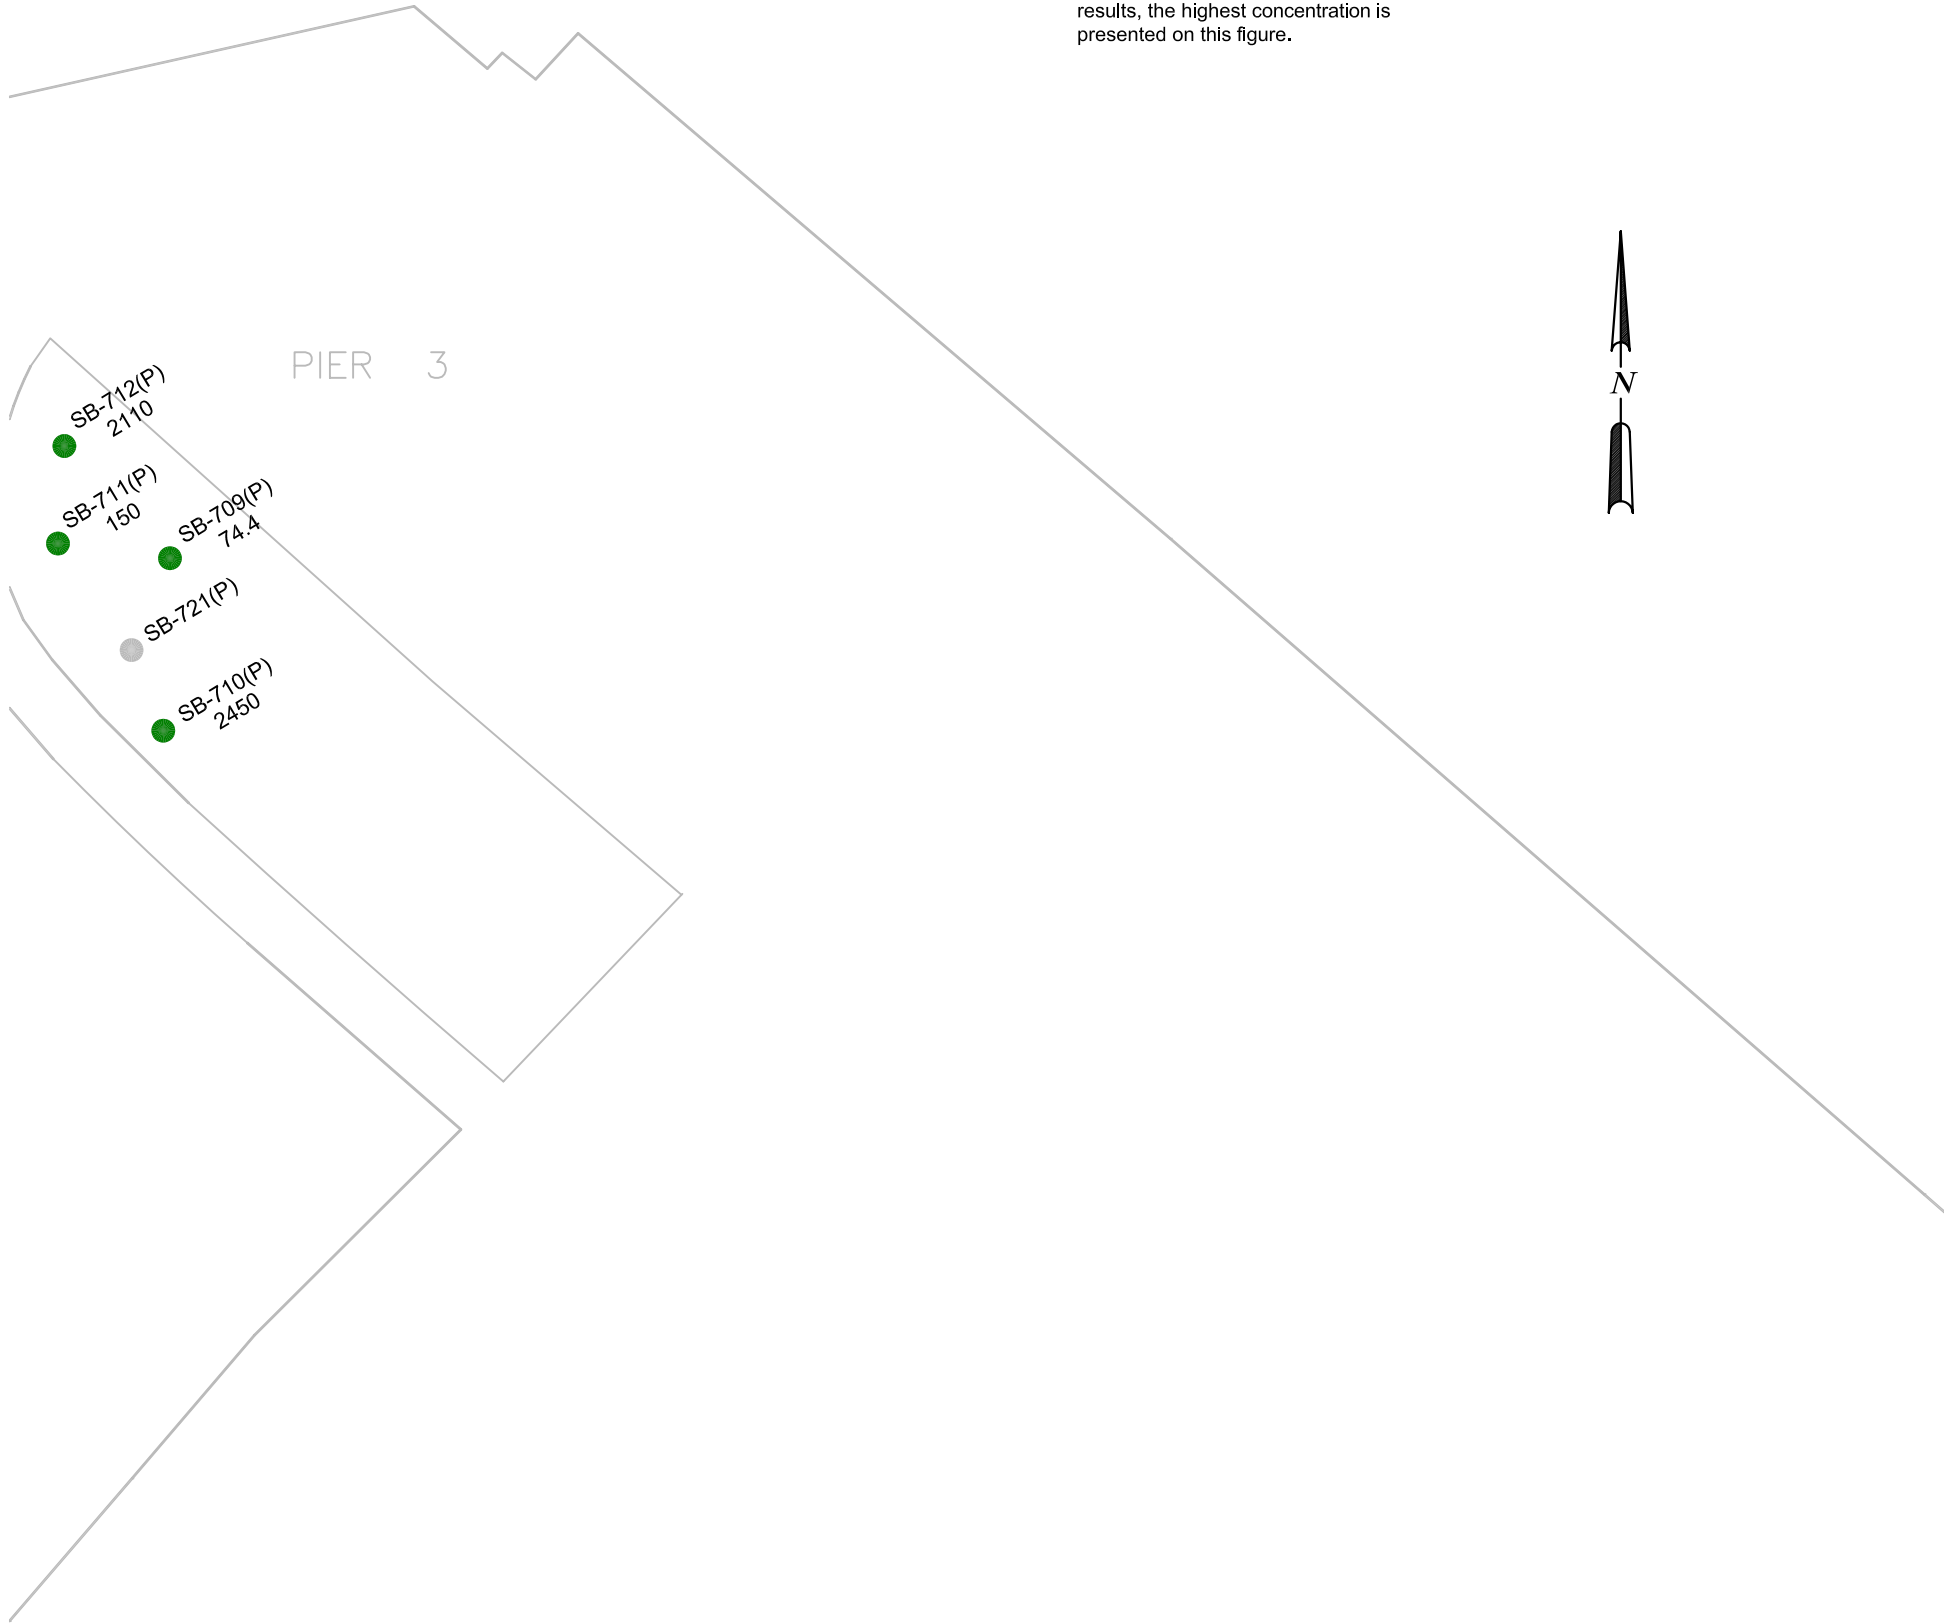 results, the highest concentration is
presented on this figure.
N
PIER 3
SB-712(P)
2110
SB-711(P)
150
SB-709(P)
74.4
SB-721(P)
SB-710(P)
2450